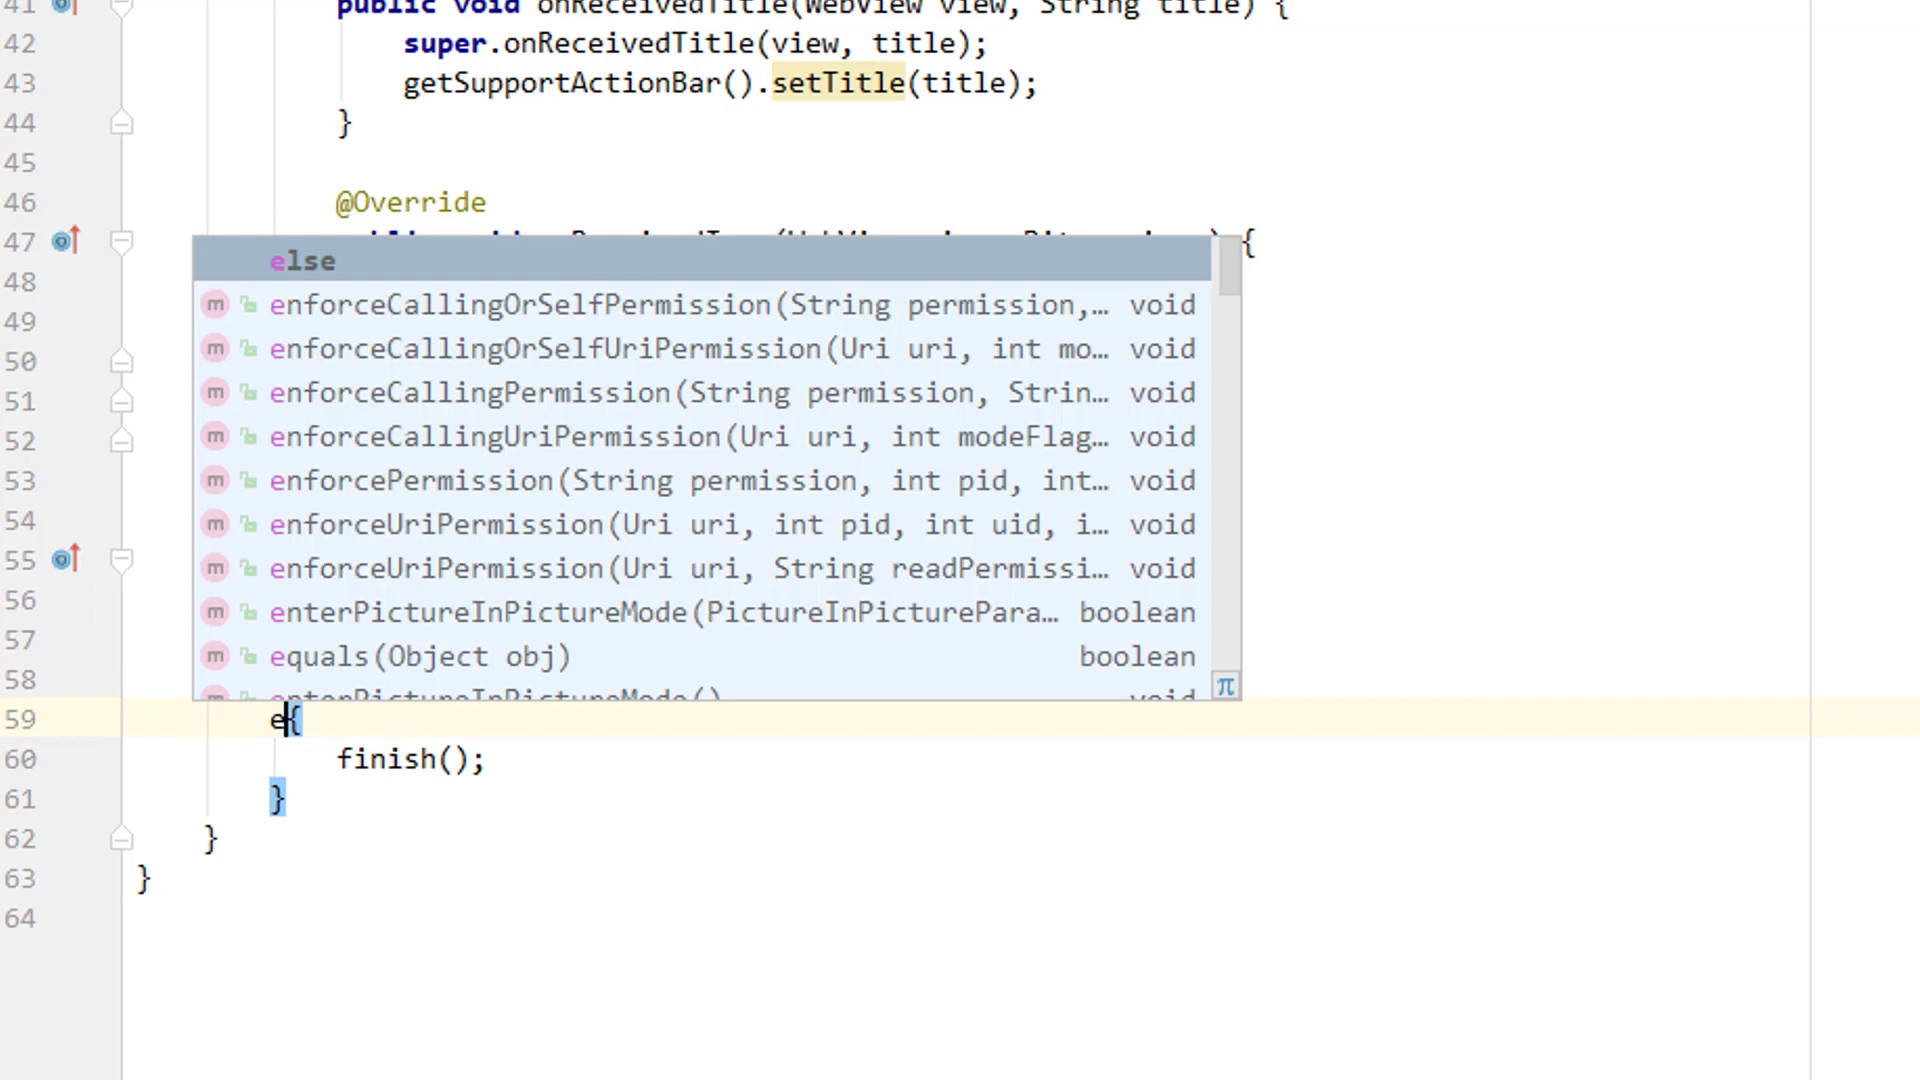 41 public void onReceivedTitle(WebView view, String title) {
42 super.onReceivedTitle(view, title);
43 getSupportActionBar().setTitle(title);
44 }
45
46 @Override
47 {
48 else
49 m enforceCallingOrSelfPermission(String permission,… void
m enforceCallingOrSelfUriPermission(Uri uri, int mo… void
50
51 m enforceCallingPermission(String permission, Strin… void
52 m enforceCallingUriPermission(Uri uri, int modeFlag… void
53 m enforcePermission(String permission, int pid, int… void
54 m enforceUriPermission(Uri uri, int pid, int uid, i… void
55 m enforceUriPermission(Uri uri, String readPermissi… void
56 m enterPictureInPictureMode(PictureInPicturePara… boolean
57 m equals(Object obj) boolean
58 m enterPictureInPictureMode() void π
59 e{
60 finish();
61 }
62 }
63 }
64